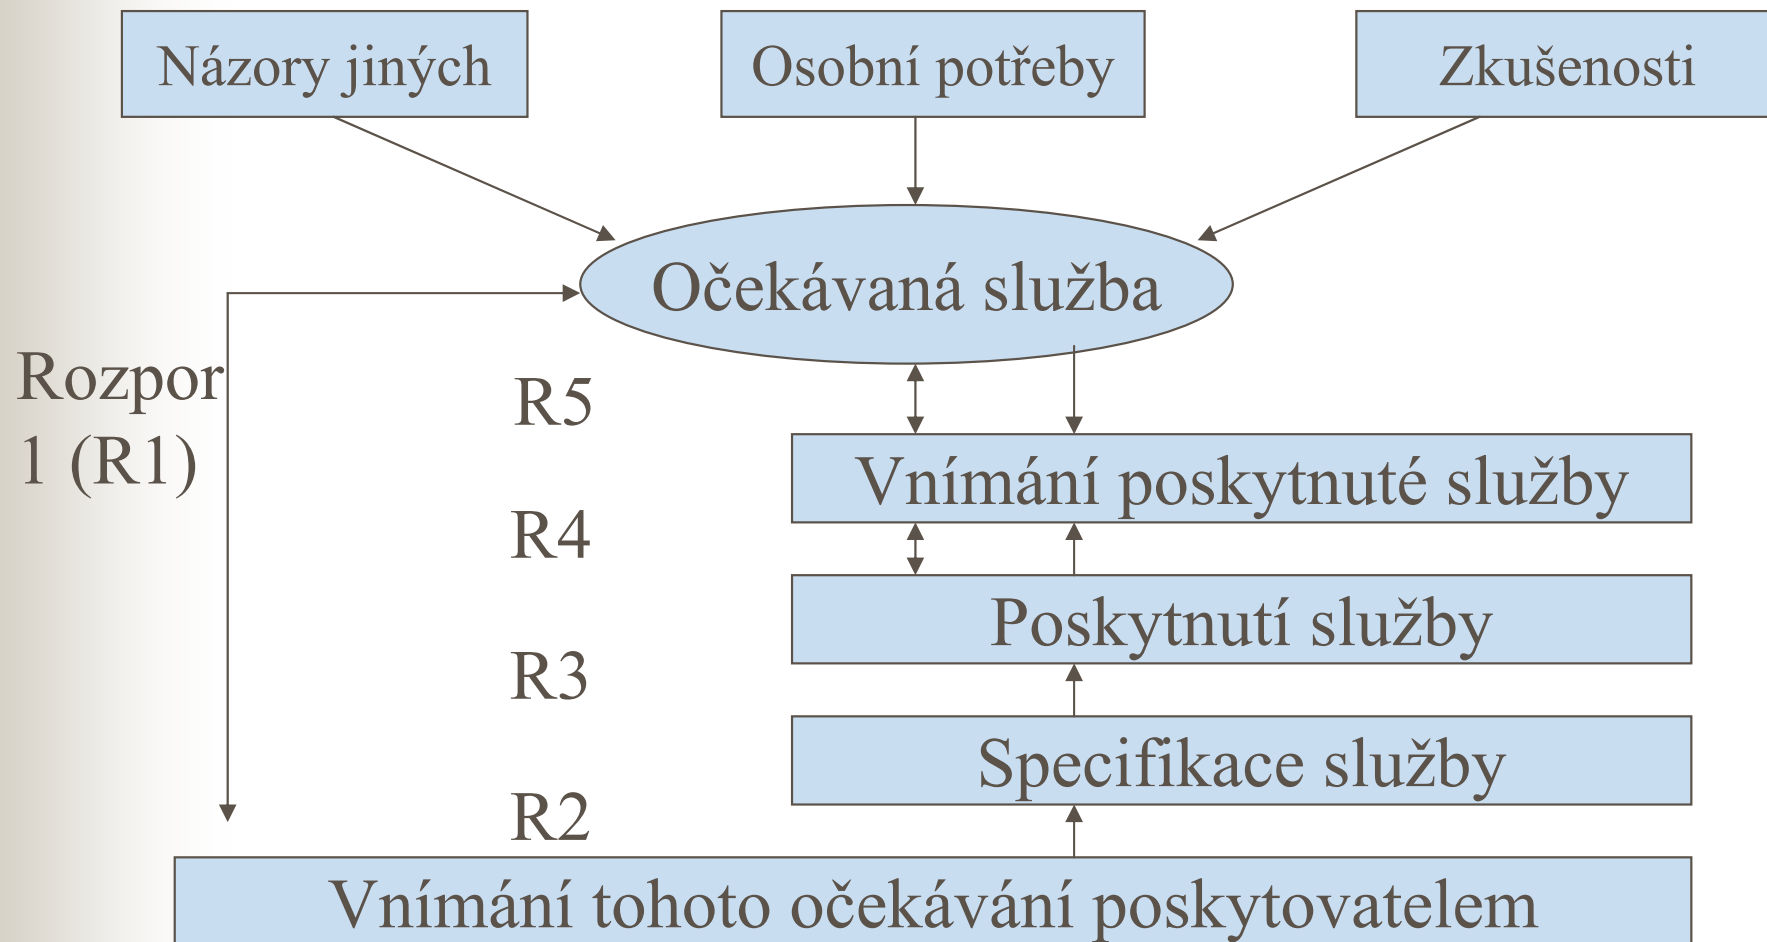 Názory jiných
Osobní potřeby
Zkušenosti
Očekávaná služba
Rozpor
1 (R1)
R5
Vnímání poskytnuté služby
R4
Poskytnutí služby
R3
Specifikace služby
R2
Vnímání tohoto očekávání poskytovatelem